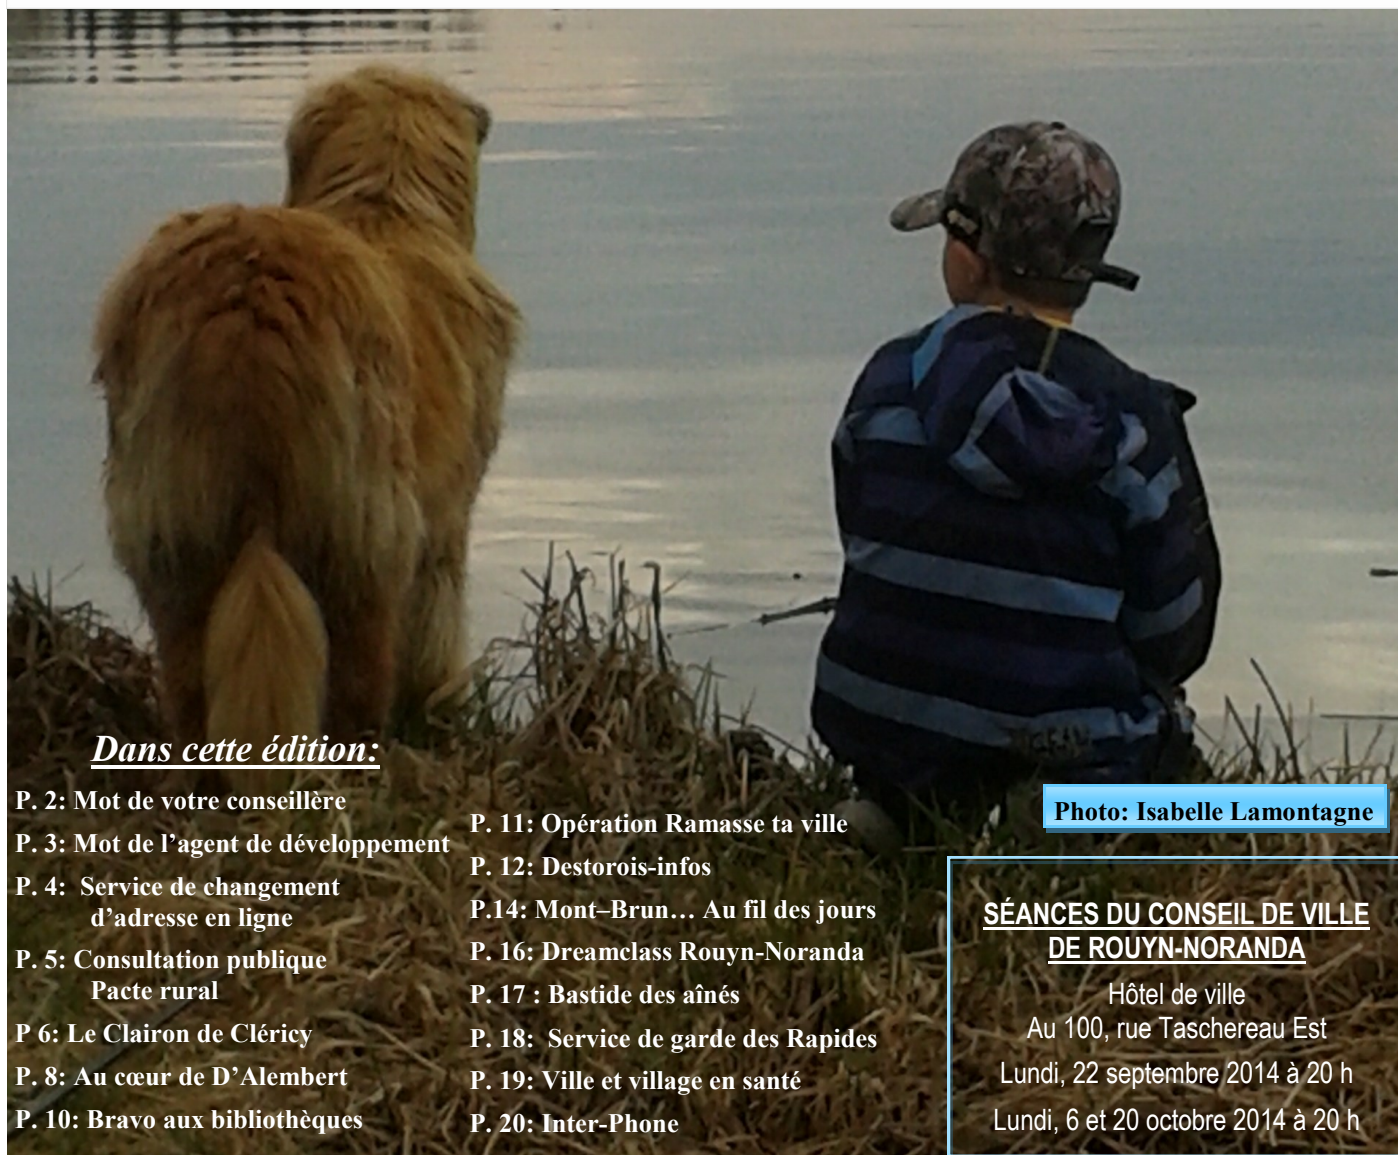 Dans cette édition:
P. 2: Mot de votre conseillère
P. 3: Mot de l’agent de développement
P. 4:  Service de changement
d’adresse en ligne
P. 5: Consultation publique
Pacte rural
P 6: Le Clairon de Cléricy
P. 8: Au cœur de D’Alembert
P. 10: Bravo aux bibliothèques
P. 11: Opération Ramasse ta ville
P. 12: Destorois-infos
P.14: Mont–Brun… Au fil des jours
P. 16: Dreamclass Rouyn-Noranda
P. 17 : Bastide des aînés
P. 18:  Service de garde des Rapides
P. 19: Ville et village en santé
P. 20: Inter-Phone
Photo: Isabelle Lamontagne
SÉANCES DU CONSEIL DE VILLE
DE ROUYN-NORANDA
Hôtel de ville
Au 100, rue Taschereau Est
Lundi, 22 septembre 2014 à 20 h
Lundi, 6 et 20 octobre 2014 à 20 h